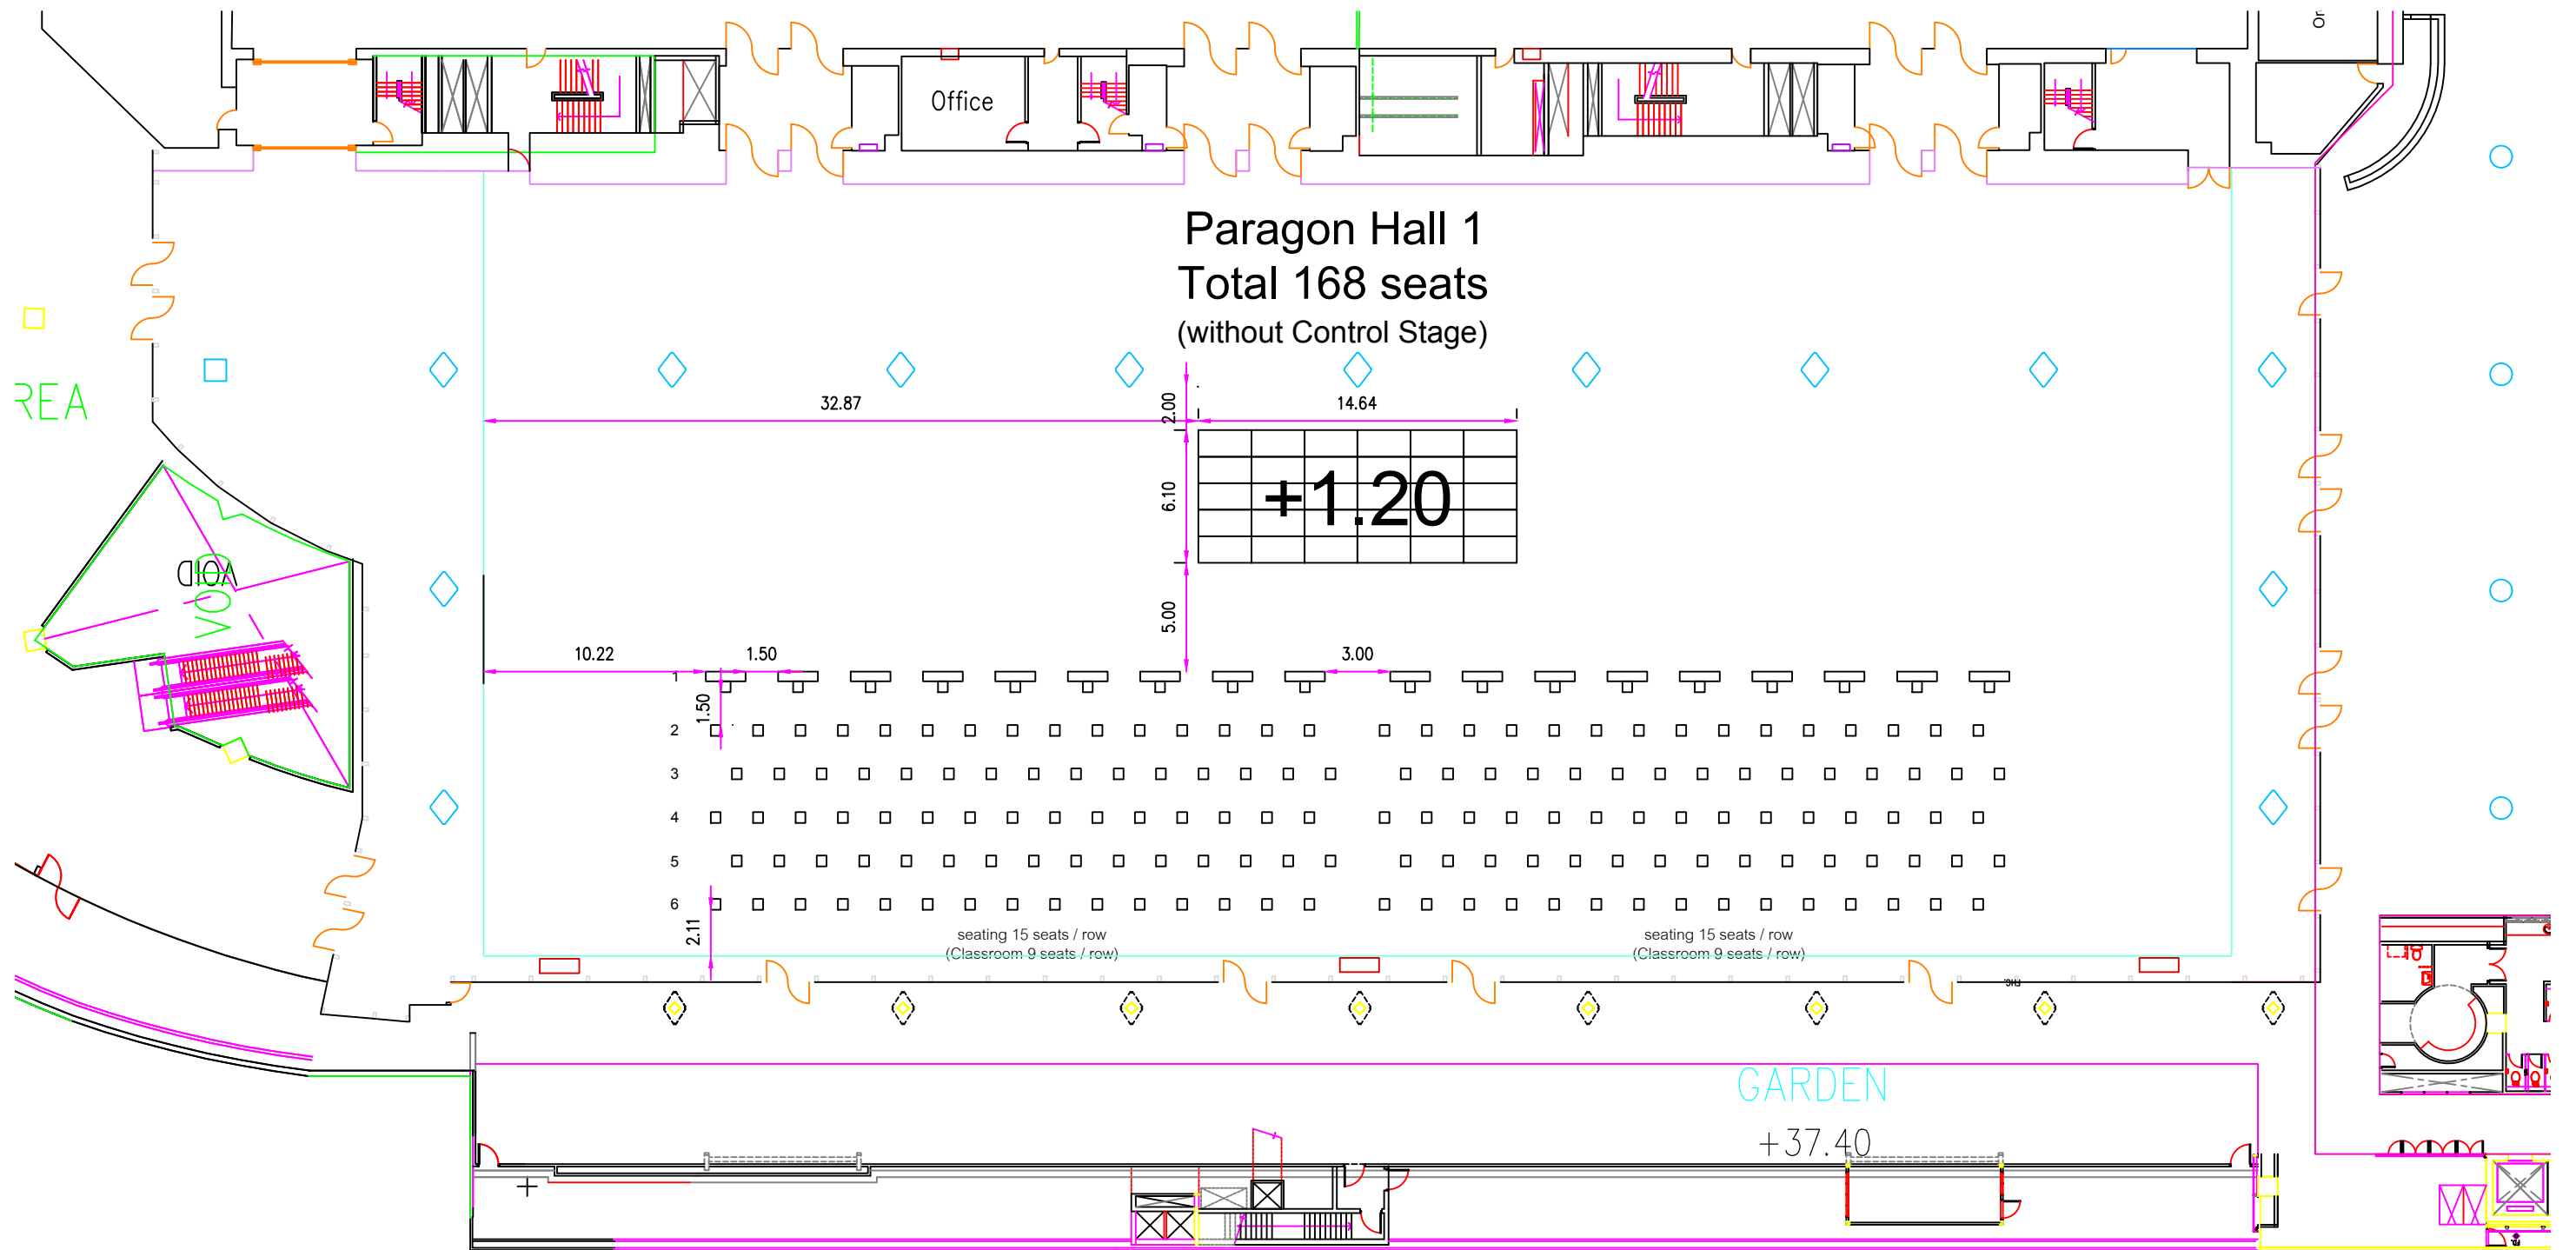 Or
Office
Paragon Hall 1
Total 168 seats
(without Control Stage)
REA
32.87
2.00
14.64
+1.20
6.10
VOID
5.00
10.22
1.50
3.00
1
1.50
2
3
4
5
6
2.11
seating 15 seats / row
(Classroom 9 seats / row)
seating 15 seats / row
(Classroom 9 seats / row)
GARDEN
+37.40